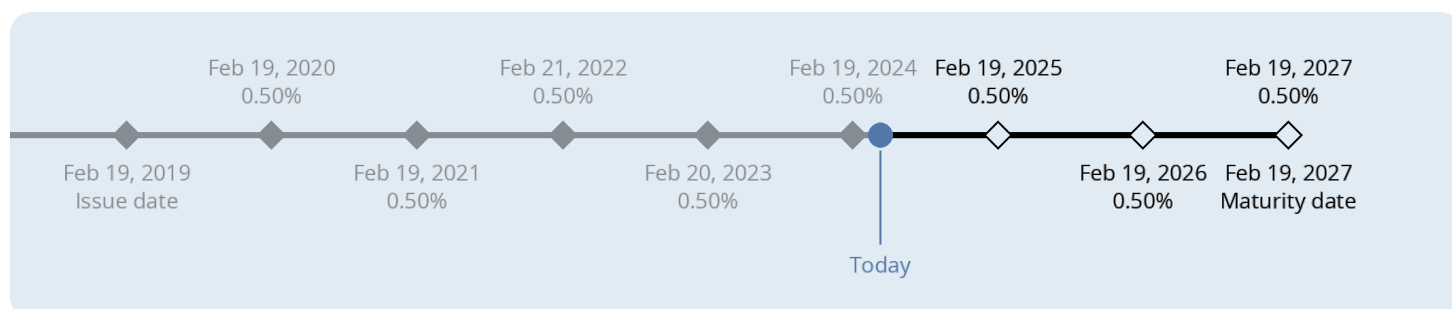 Feb 19, 2020
0.50%
Feb 21, 2022
0.50%
Feb 19, 2024
0.50%
Feb 19, 2025
0.50%
Feb 19, 2027
0.50%
Feb 19, 2019
Issue date
Feb 19, 2021
0.50%
Feb 20, 2023
0.50%
Feb 19, 2026
0.50%
Feb 19, 2027
Maturity date
Today